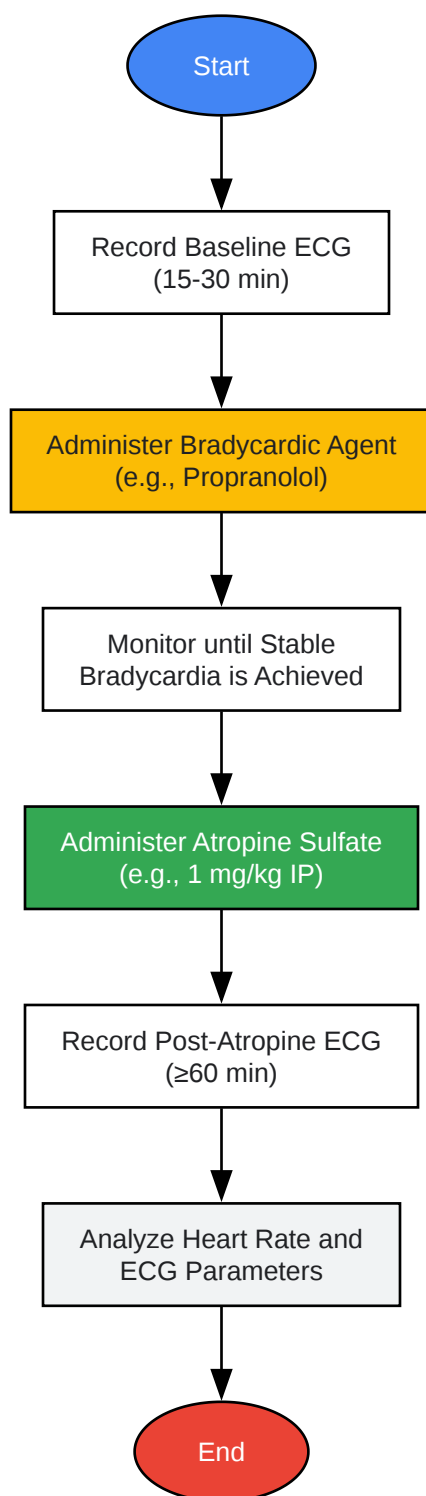 Start
Record Baseline ECG
(15-30 min)
Administer Bradycardic Agent
(e.g., Propranolol)
Monitor until Stable
Bradycardia is Achieved
Administer Atropine Sulfate
(e.g., 1 mg/kg IP)
Record Post-Atropine ECG
(≥60 min)
Analyze Heart Rate and
ECG Parameters
End